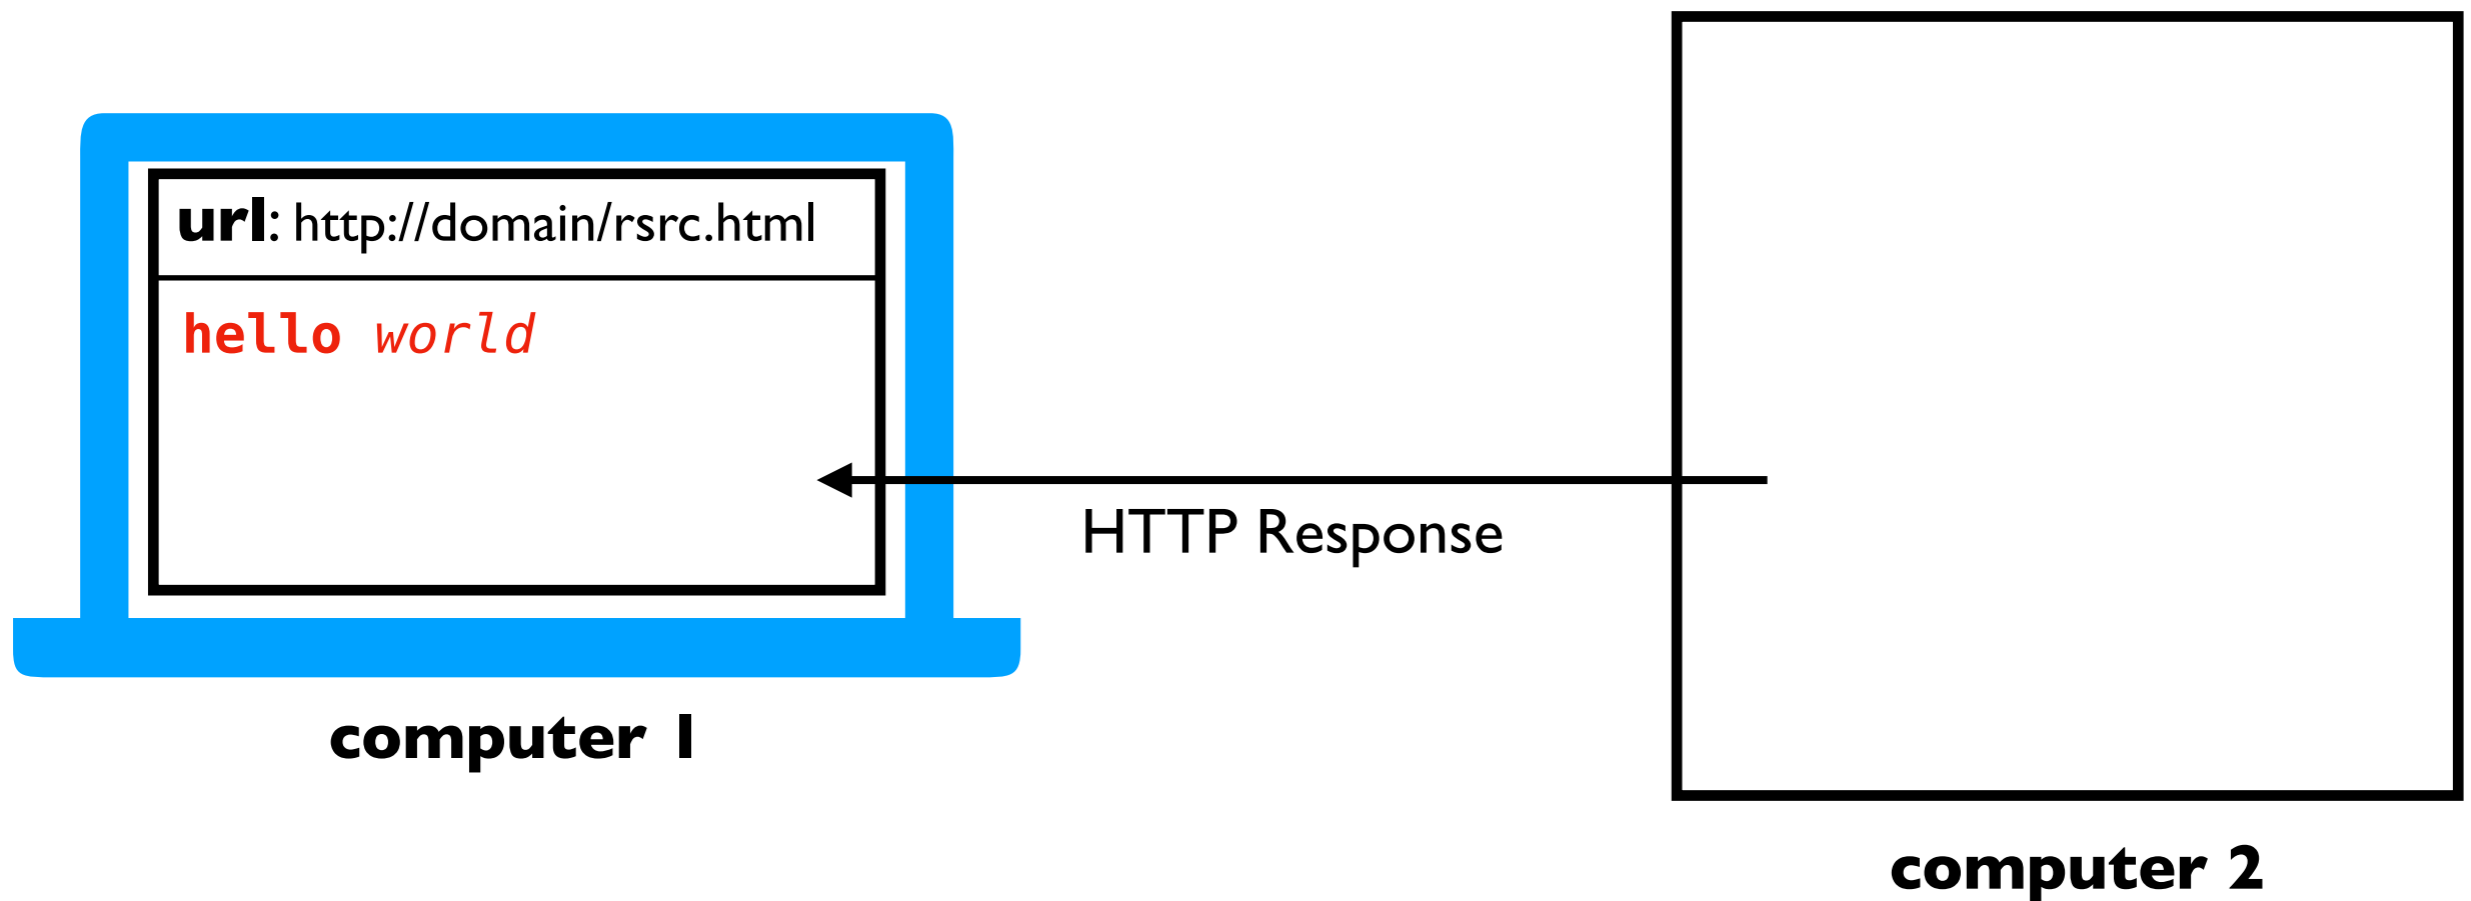 url: http://domain/rsrc.html
hello world
HTTP Response
computer 1
computer 2